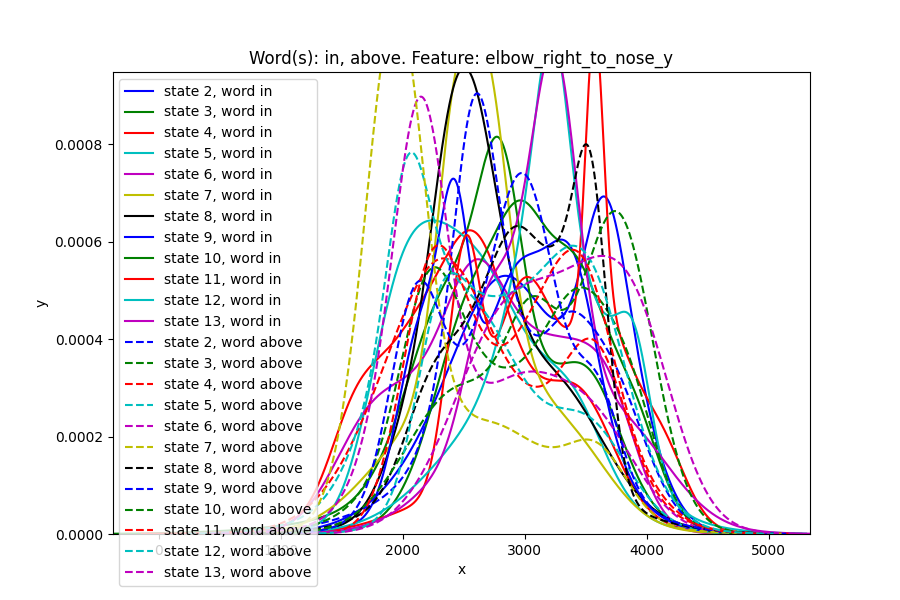 Word(s): in, above. Feature: elbow_right_to_nose_y
y
0.0008
0.0006
0.0004
0.0002
0.0000
state 2, word in
state 3, word in
state 4, word in
state 5, word in
state 6, word in
state 7, word in
state 8, word in
state 9, word in
state 10, word in
state 11, word in
state 12, word in
state 13, word in
state 2, word above
state 3, word above
state 4, word above
state 5, word above
state 6, word above
state 7, word above
state 8, word above
state 9, word above
state 10, word above
state 11, word above
state 12, word above
state 13, word above
0 1000 2000 3000 4000 5000
x